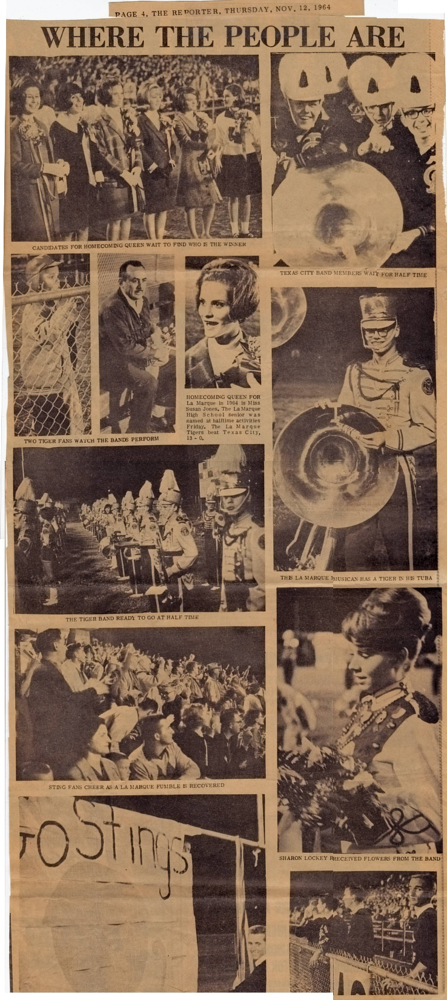 PAGE 4, THE REPORTER, THURSDAY, NOV. 12, 1964
WHERE THE PEOPLE ARE
CANDIDATES FOR HOMECOMING QUEEN WAIT TO FIND WHO IS THE WINNER
TEXAS CITY BAND MEMBERS WAIT FOR HALF TIME
TWO TIGER FANS WATCH THE BANDS PERFORM
HOMECOMING QUEEN FOR
La Marque in 1964 is Miss
Susan Jones. The La Marque
High School senior was
named at halftime activities
Friday. The La Marque
Tigers beat Texas City,
13 - 0.
THIS LA MARQUE MUSICAN HAS A TIGER IN HIS TUBA
THE TIGER BAND READY TO GO AT HALF TIME
STING FANS CHEER AS A LA MARQUE FUMBLE IS RECOVERED
SHARON LOCKEY RRECEIVED FLOWERS FROM THE BAND
GO Stings